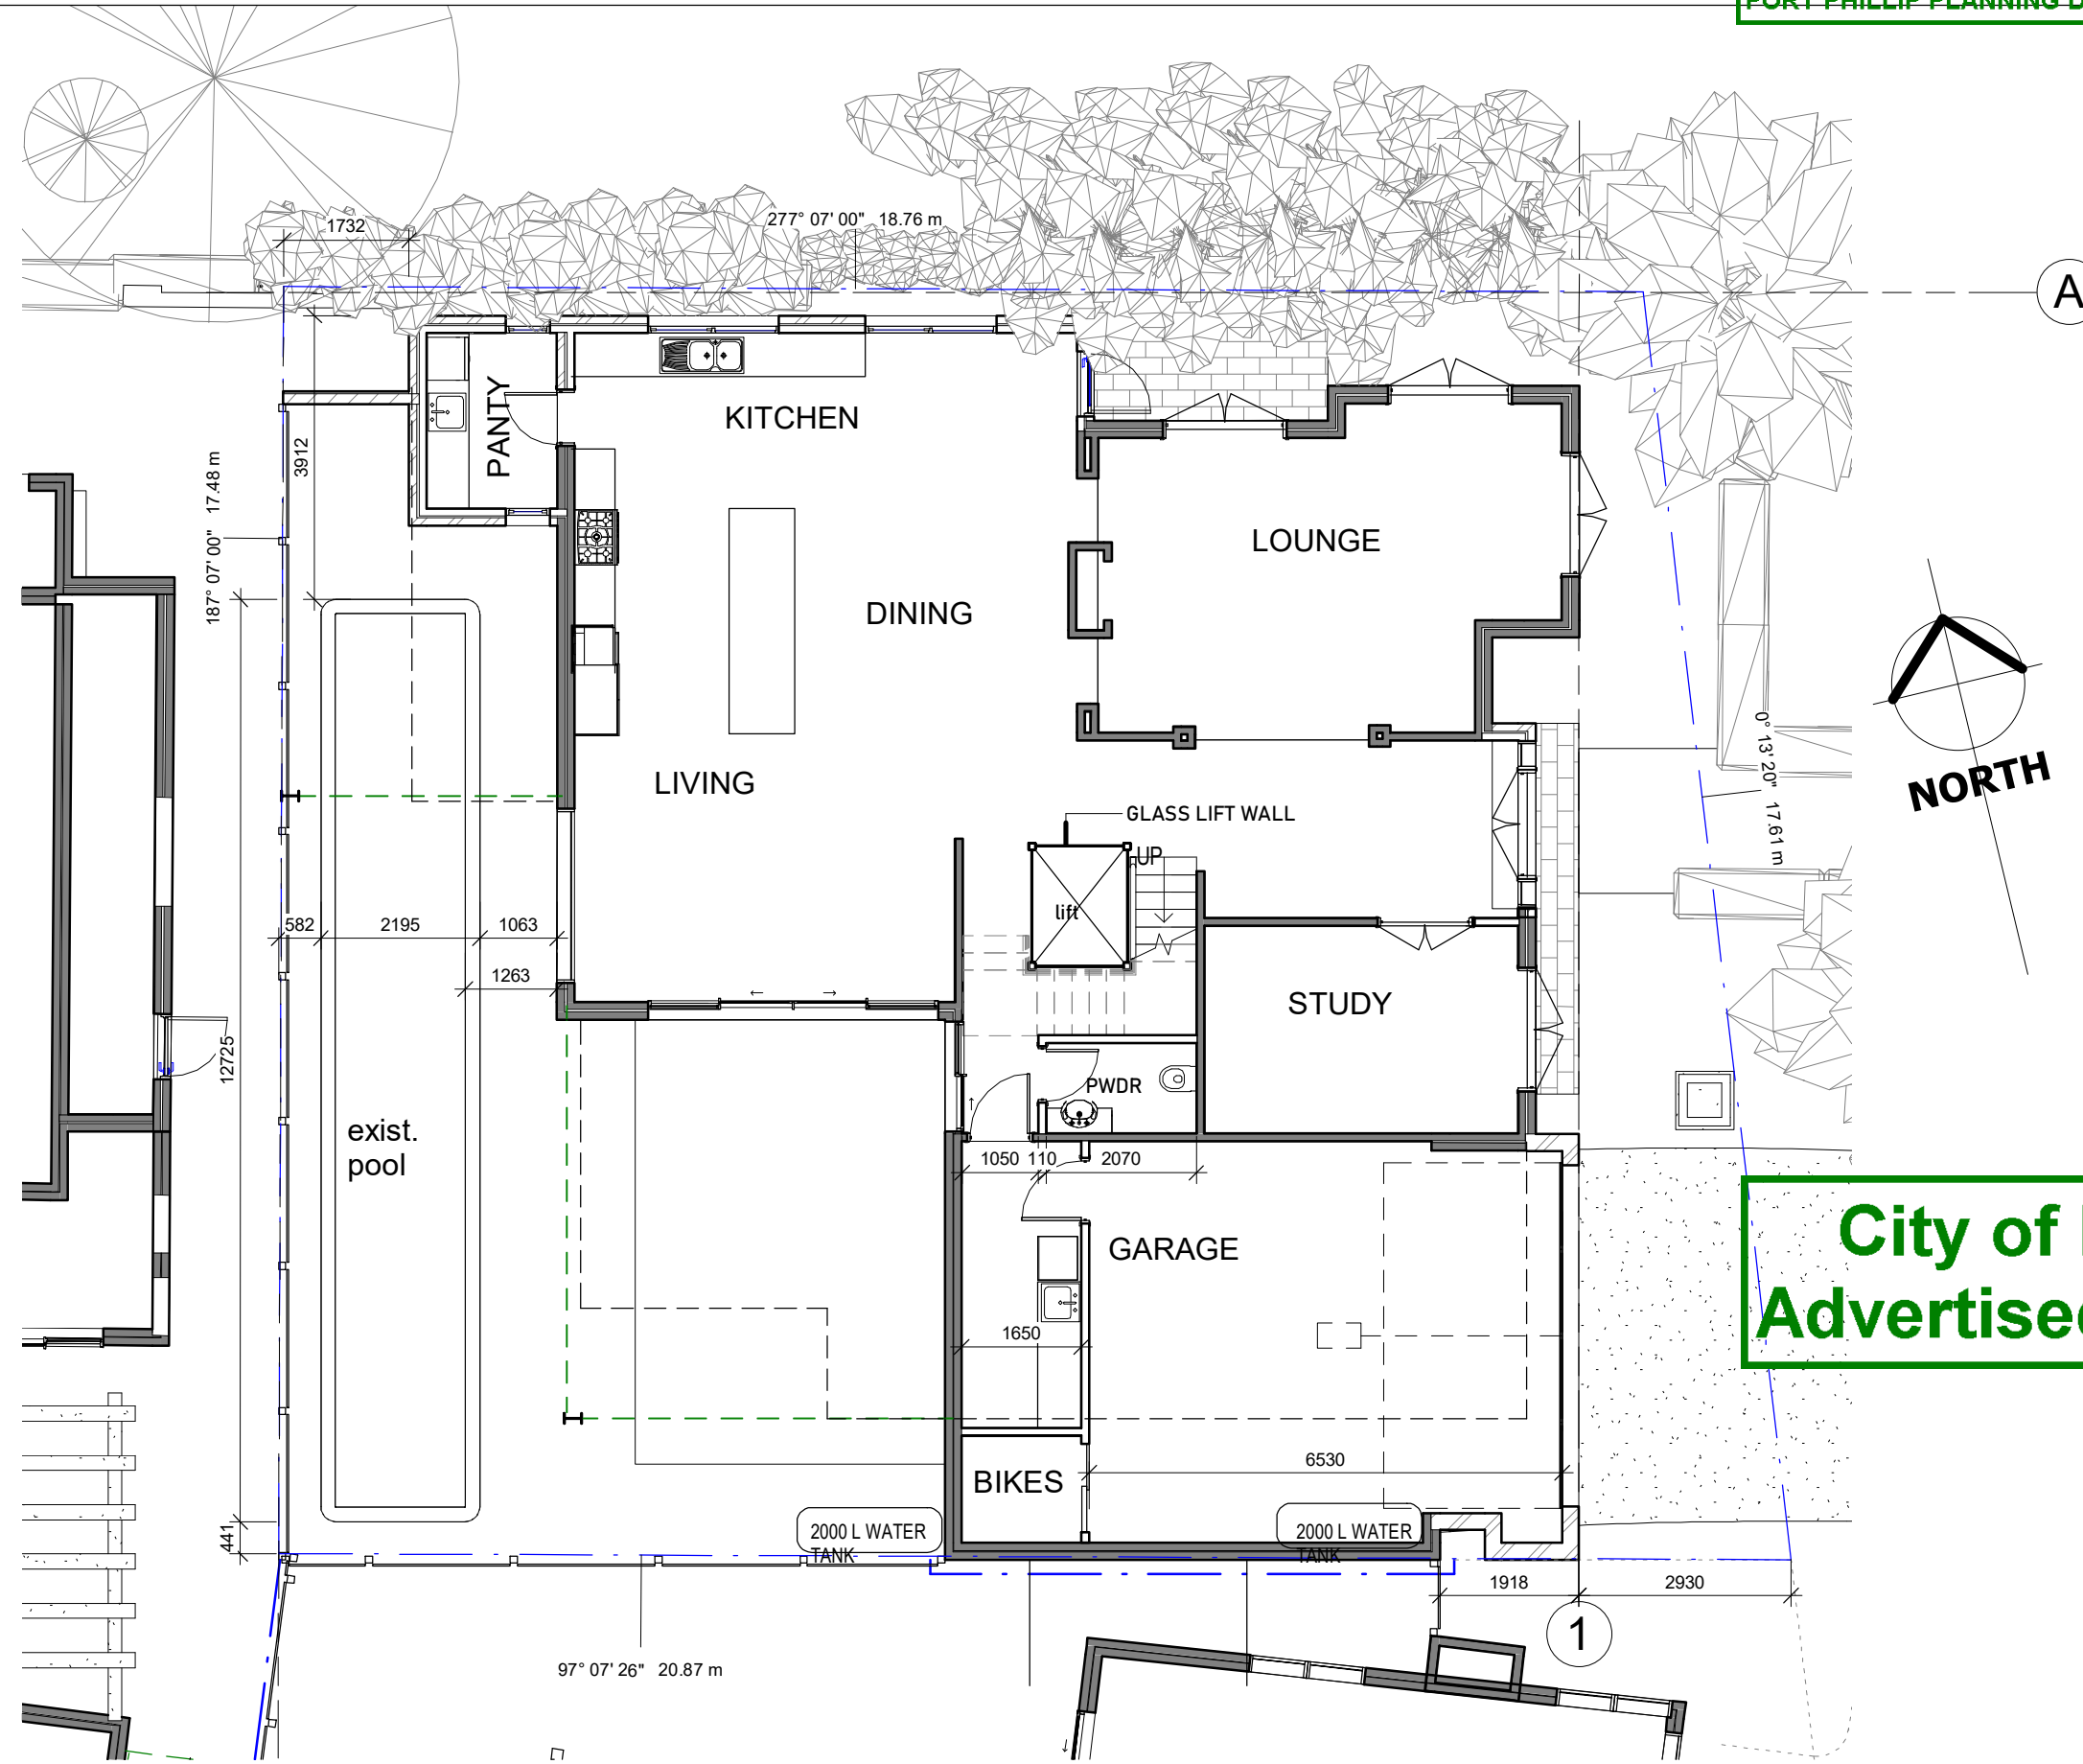 PORT PHILLIP PLANNING D
1732
277° 07' 00" 18.76 m
A
PANTY
KITCHEN
3912
187° 07' 00" 17.48 m
LOUNGE
DINING
0° 13' 20" 17.61 m
NORTH
LIVING
GLASS LIFT WALL
UP
lift
582
2195
1063
1263
STUDY
12725
PWDR
exist.
pool
1050
110
2070
City of
Advertised
GARAGE
1650
6530
BIKES
441
2000 L WATER
TANK
2000 L WATER
TANK
1918
2930
1
97° 07' 26" 20.87 m